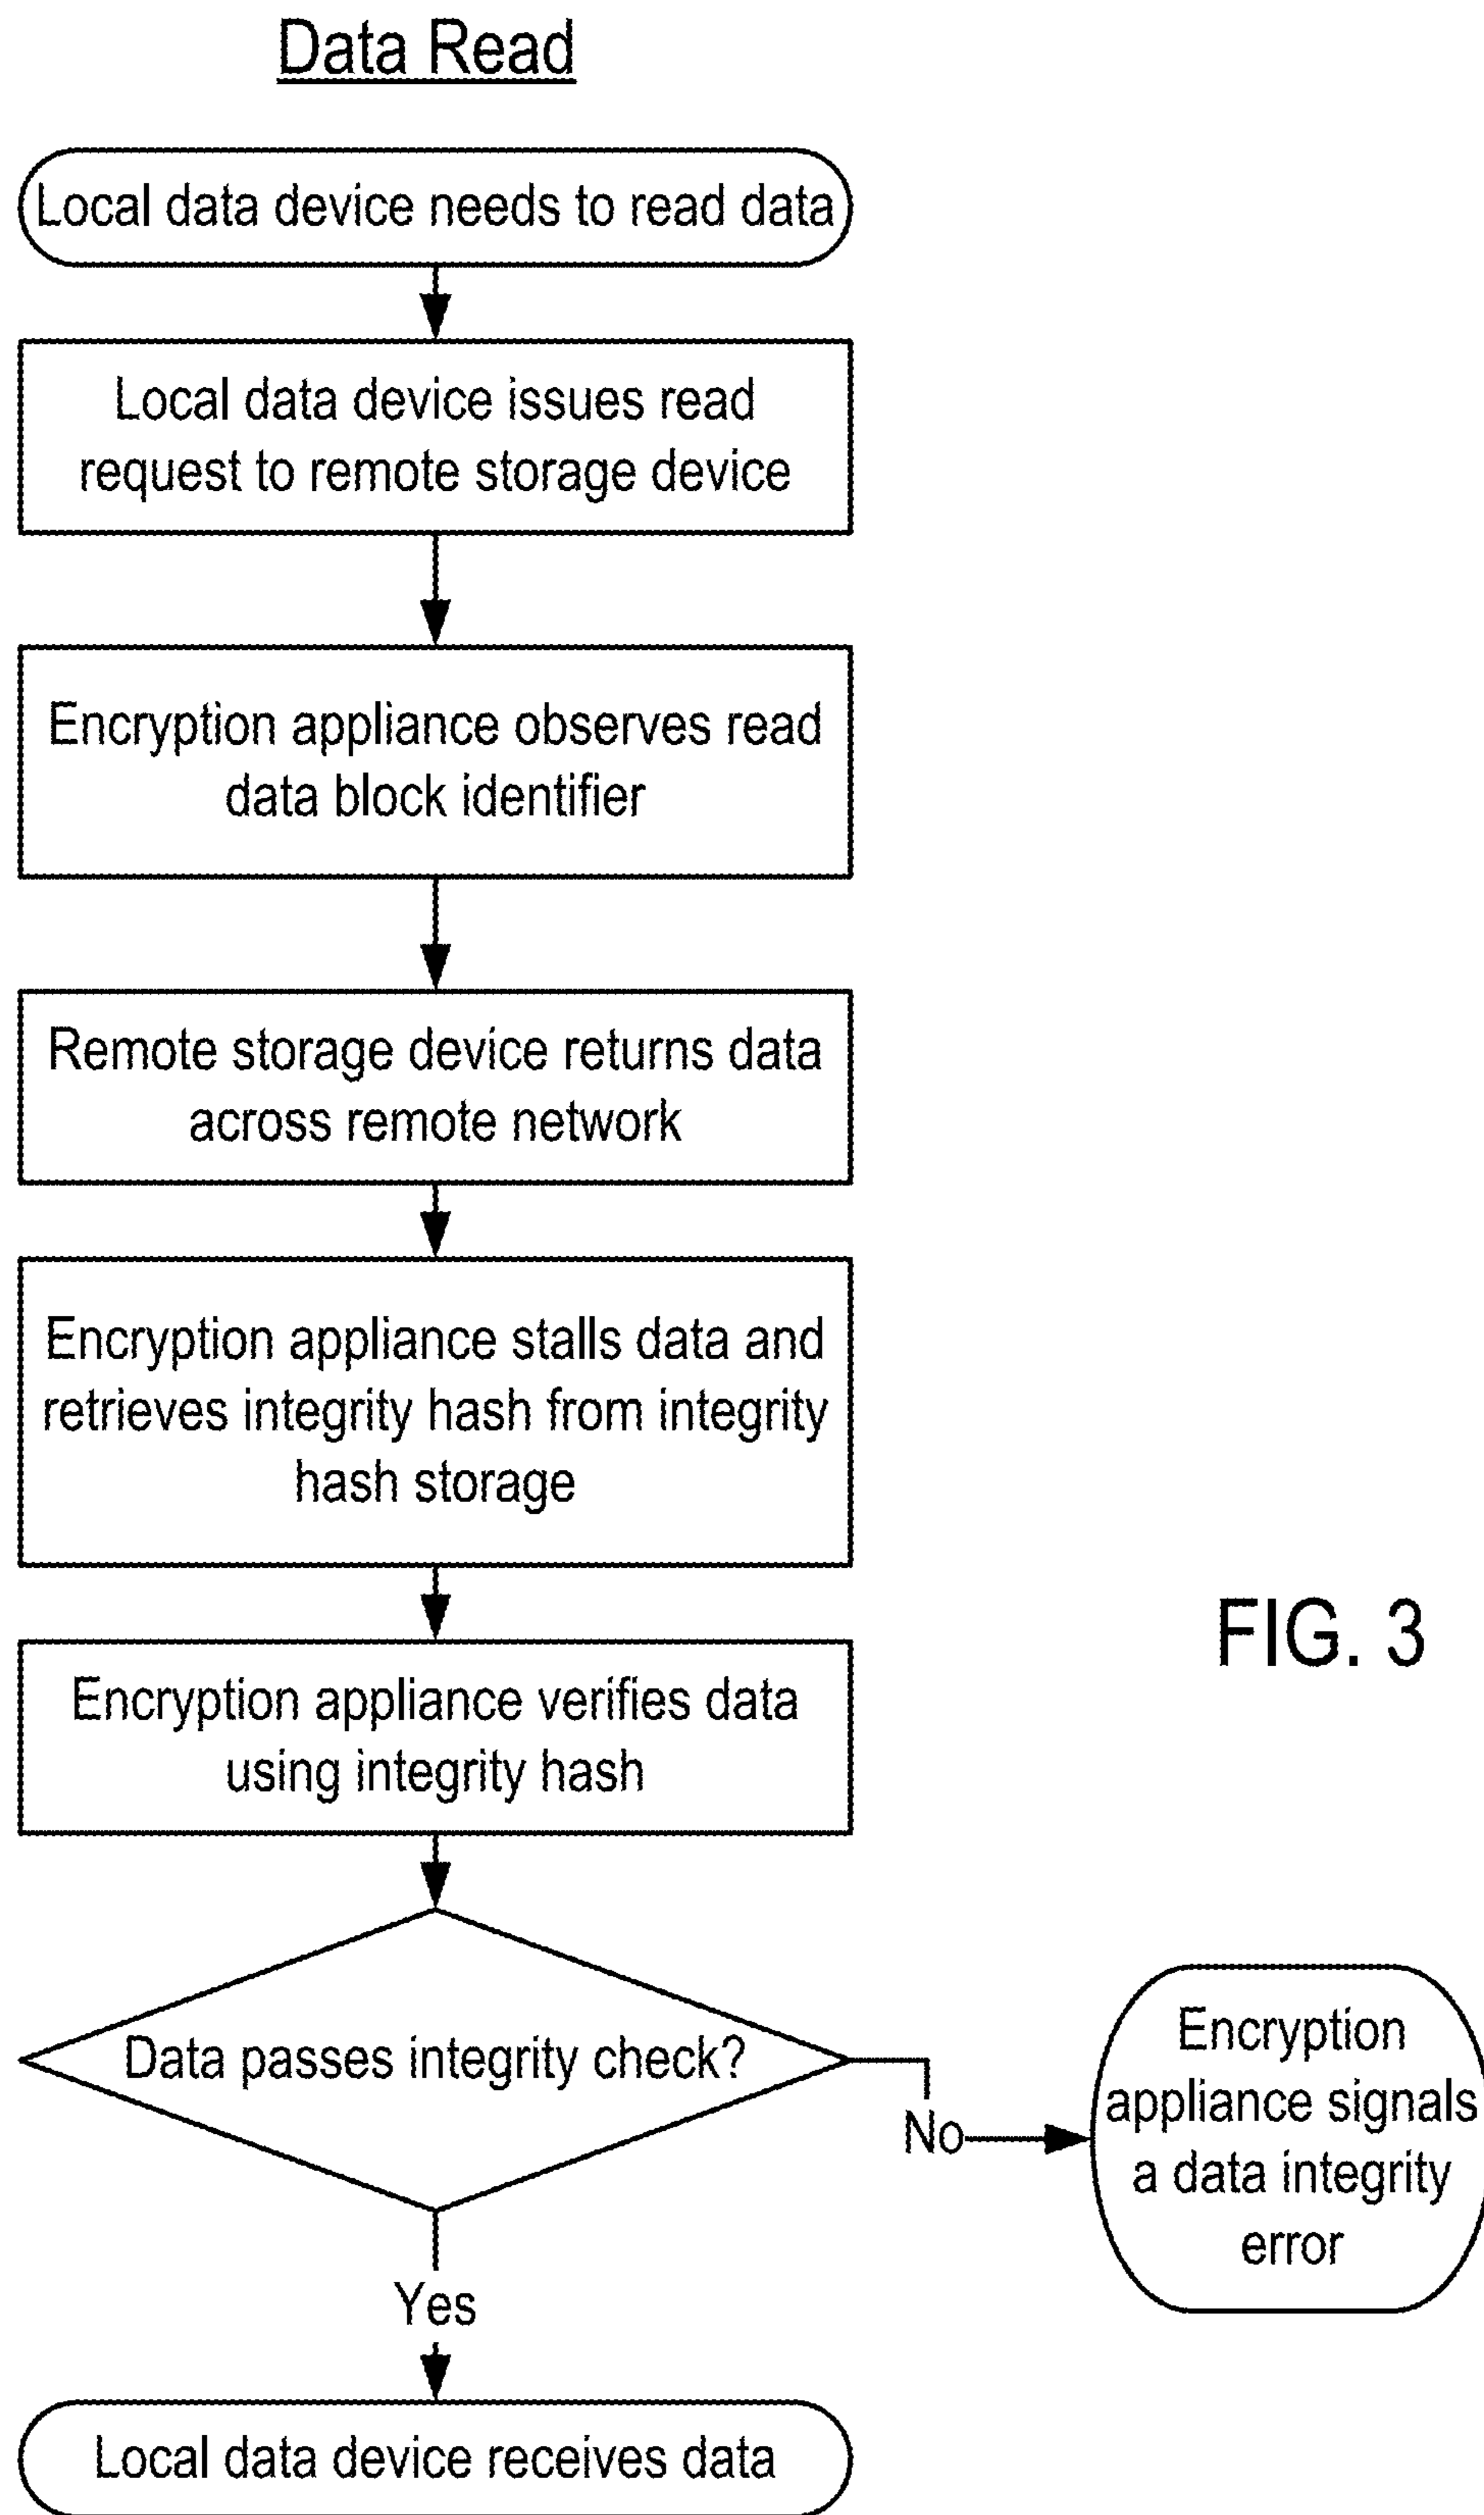 Data Read
Local data device needs to read data
Local data device issues read
request to remote storage device
Encryption appliance observes read
data block identifier
Remote storage device returns data
across remote network
Encryption appliance stalls data and
retrieves integrity hash from integrity
hash storage
Encryption appliance verifies data
using integrity hash
Data passes integrity check?
No
Encryption
appliance signals
a data integrity
error
Yes
Local data device receives data
FIG. 3